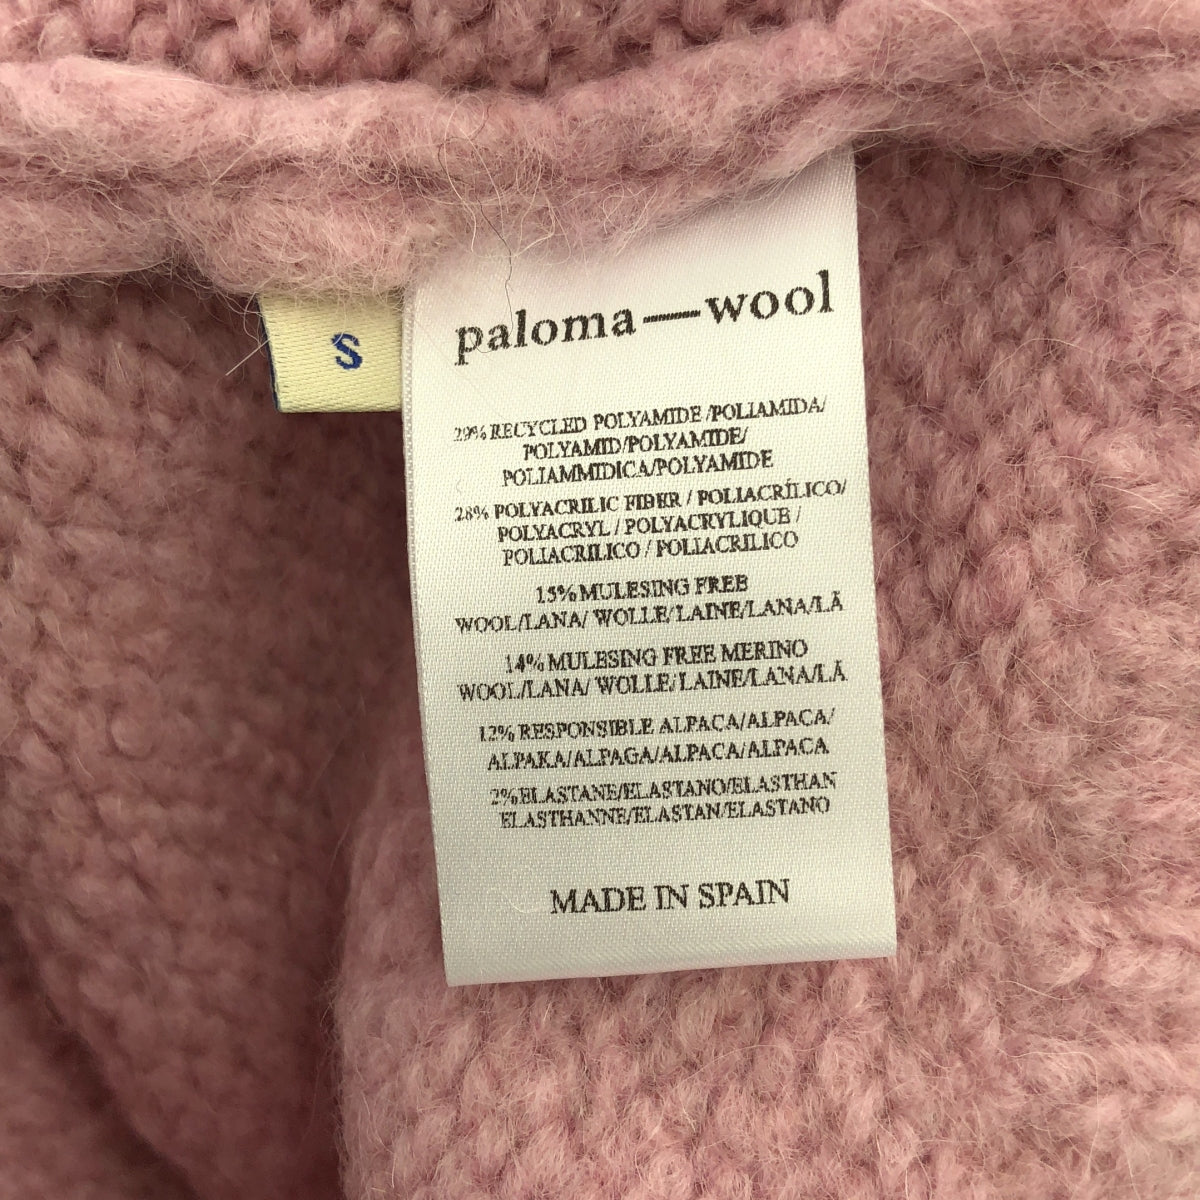 S
paloma—wool
29% RECYCLED POLYAMIDE /POLIAMIDA/
POLYAMID/POLYAMIDE/
POLIAMMIDICA/POLYAMIDE
28% POLYACRILIC FIBER / POLIACRÍLICO/
POLYACRYL / POLYACRYLIQUE /
POLIACRILICO / POLIACRILICO
15% MULESING FREE
WOOL/LANA/ WOLLE/LAINE/LANA/LÃ
14% MULESING FREE MERINO
WOOL/LANA/ WOLLE/LAINE/LANA/LÃ
12% RESPONSIBLE ALPACA/ALPACA/
ALPAKA/ALPAGA/ALPACA/ALPACA
2% ELASTANE/ELASTANO/ELASTHAN
ELASTHANNE/ELASTAN/ELASTANO
MADE IN SPAIN